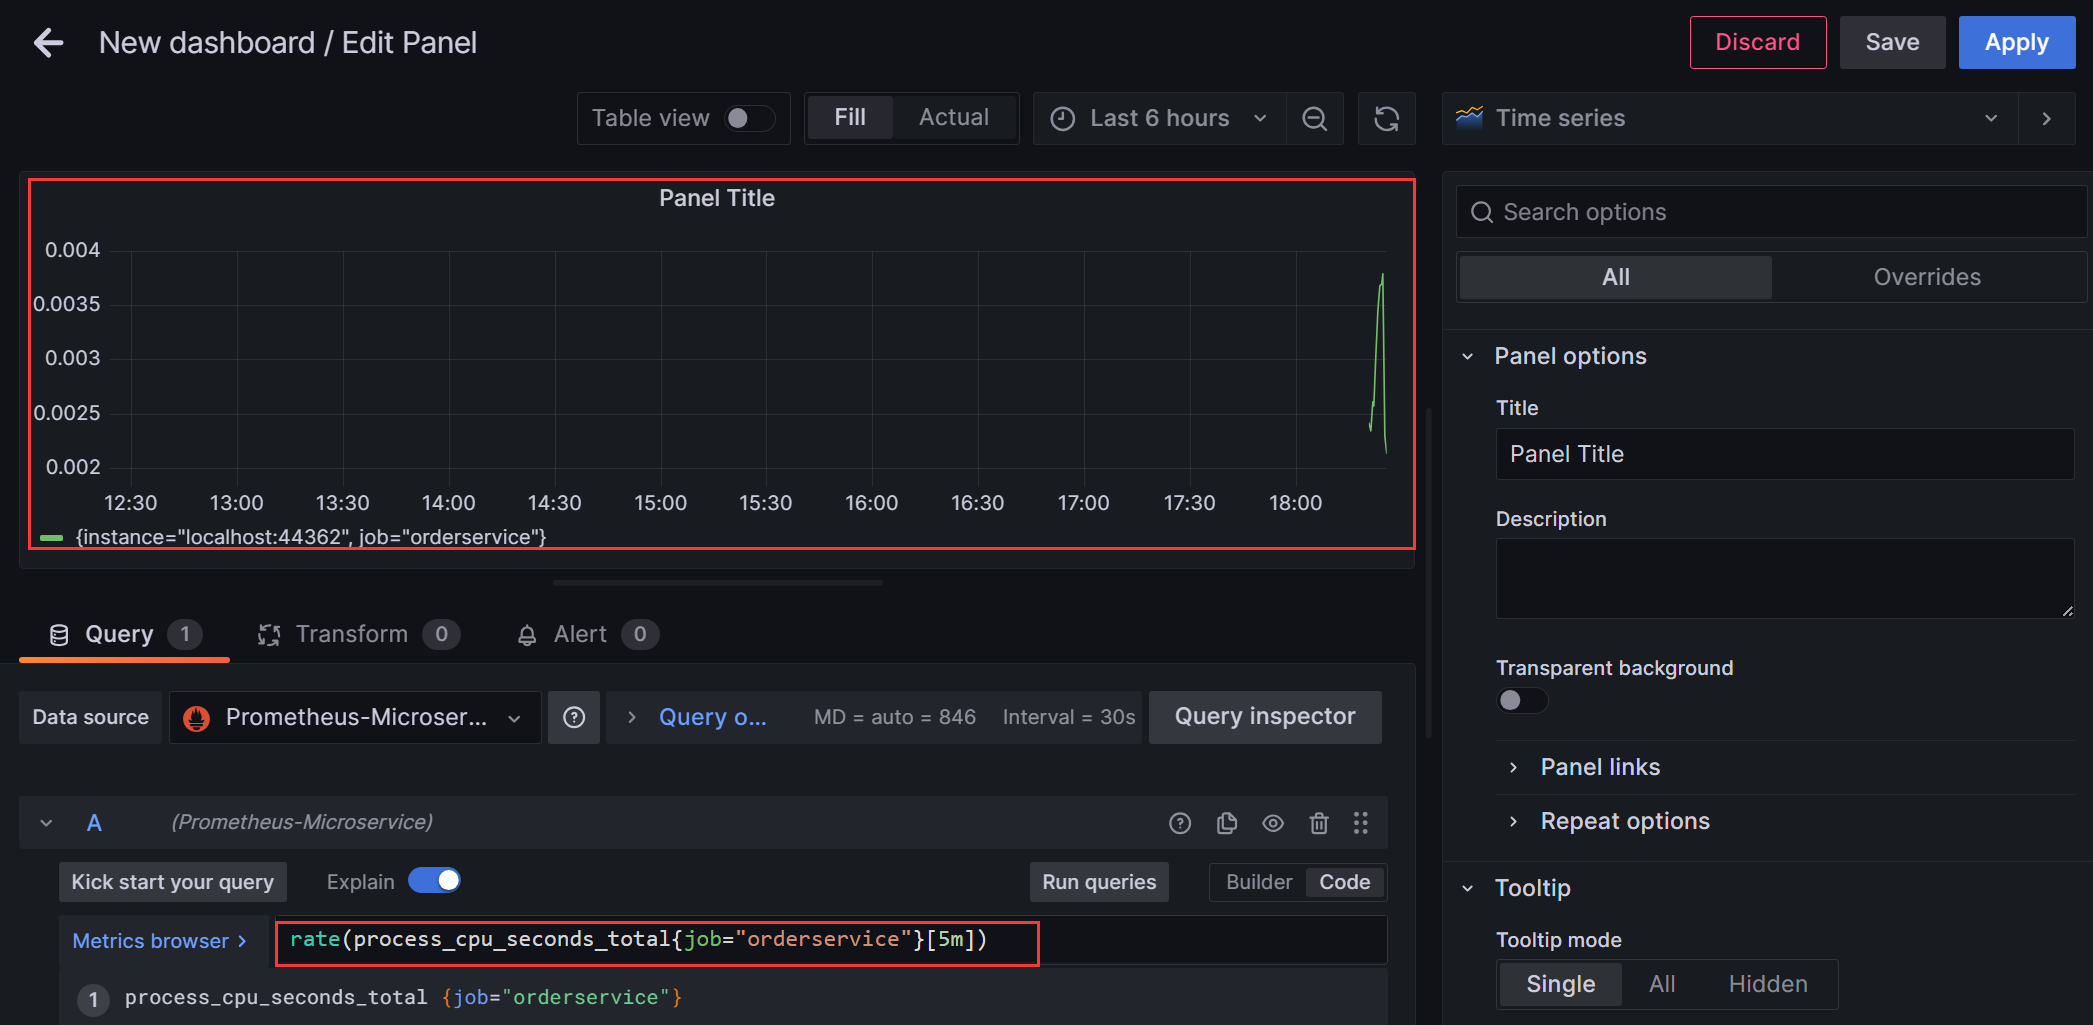 New dashboard / Edit Panel
Discard
Save
Apply
Table view
Fill
Actual
Last 6 hours
Time series
Panel Title
0.004
0.0035
0.003
0.0025
0.002
12:30 13:00 13:30 14:00 14:30 15:00 15:30 16:00 16:30 17:00 17:30 18:00
{instance="localhost:44362", job="orderservice"}
Search options
All
Overrides
Panel options
Title
Panel Title
Description
Transparent background
Panel links
Repeat options
Tooltip
Tooltip mode
Single
All
Hidden
Query 1
Transform 0
Alert 0
Data source
Prometheus-Microser...
Query o...
MD = auto = 846
Interval = 30s
Query inspector
A
(Prometheus-Microservice)
Kick start your query
Explain
Run queries
Builder
Code
Metrics browser
rate(process_cpu_seconds_total{job="orderservice"}[5m])
1
process_cpu_seconds_total {job="orderservice"}